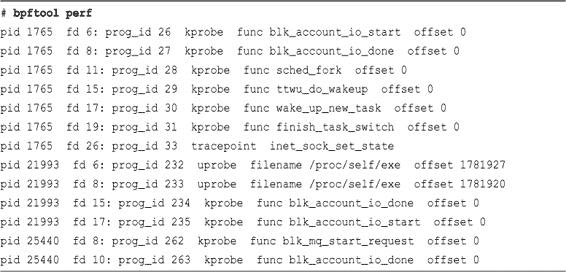 # bpftool perf
pid 1765  fd 6: prog_id 26  kprobe  func blk_account_io_start  offset 0
pid 1765  fd 8: prog_id 27  kprobe  func blk_account_io_done  offset 0
pid 1765  fd 11: prog_id 28  kprobe  func sched_fork  offset 0
pid 1765  fd 15: prog_id 29  kprobe  func ttwu_do_wakeup  offset 0
pid 1765  fd 17: prog_id 30  kprobe  func wake_up_new_task  offset 0
pid 1765  fd 19: prog_id 31  kprobe  func finish_task_switch  offset 0
pid 1765  fd 26: prog_id 33  tracepoint  inet_sock_set_state
pid 21993  fd 6: prog_id 232  uprobe  filename /proc/self/exe  offset 1781927
pid 21993  fd 8: prog_id 233  uprobe  filename /proc/self/exe  offset 1781920
pid 21993  fd 15: prog_id 234  kprobe  func blk_account_io_done  offset 0
pid 21993  fd 17: prog_id 235  kprobe  func blk_account_io_start  offset 0
pid 25440  fd 8: prog_id 262  kprobe  func blk_mq_start_request  offset 0
pid 25440  fd 10: prog_id 263  kprobe  func blk_account_io_done  offset 0